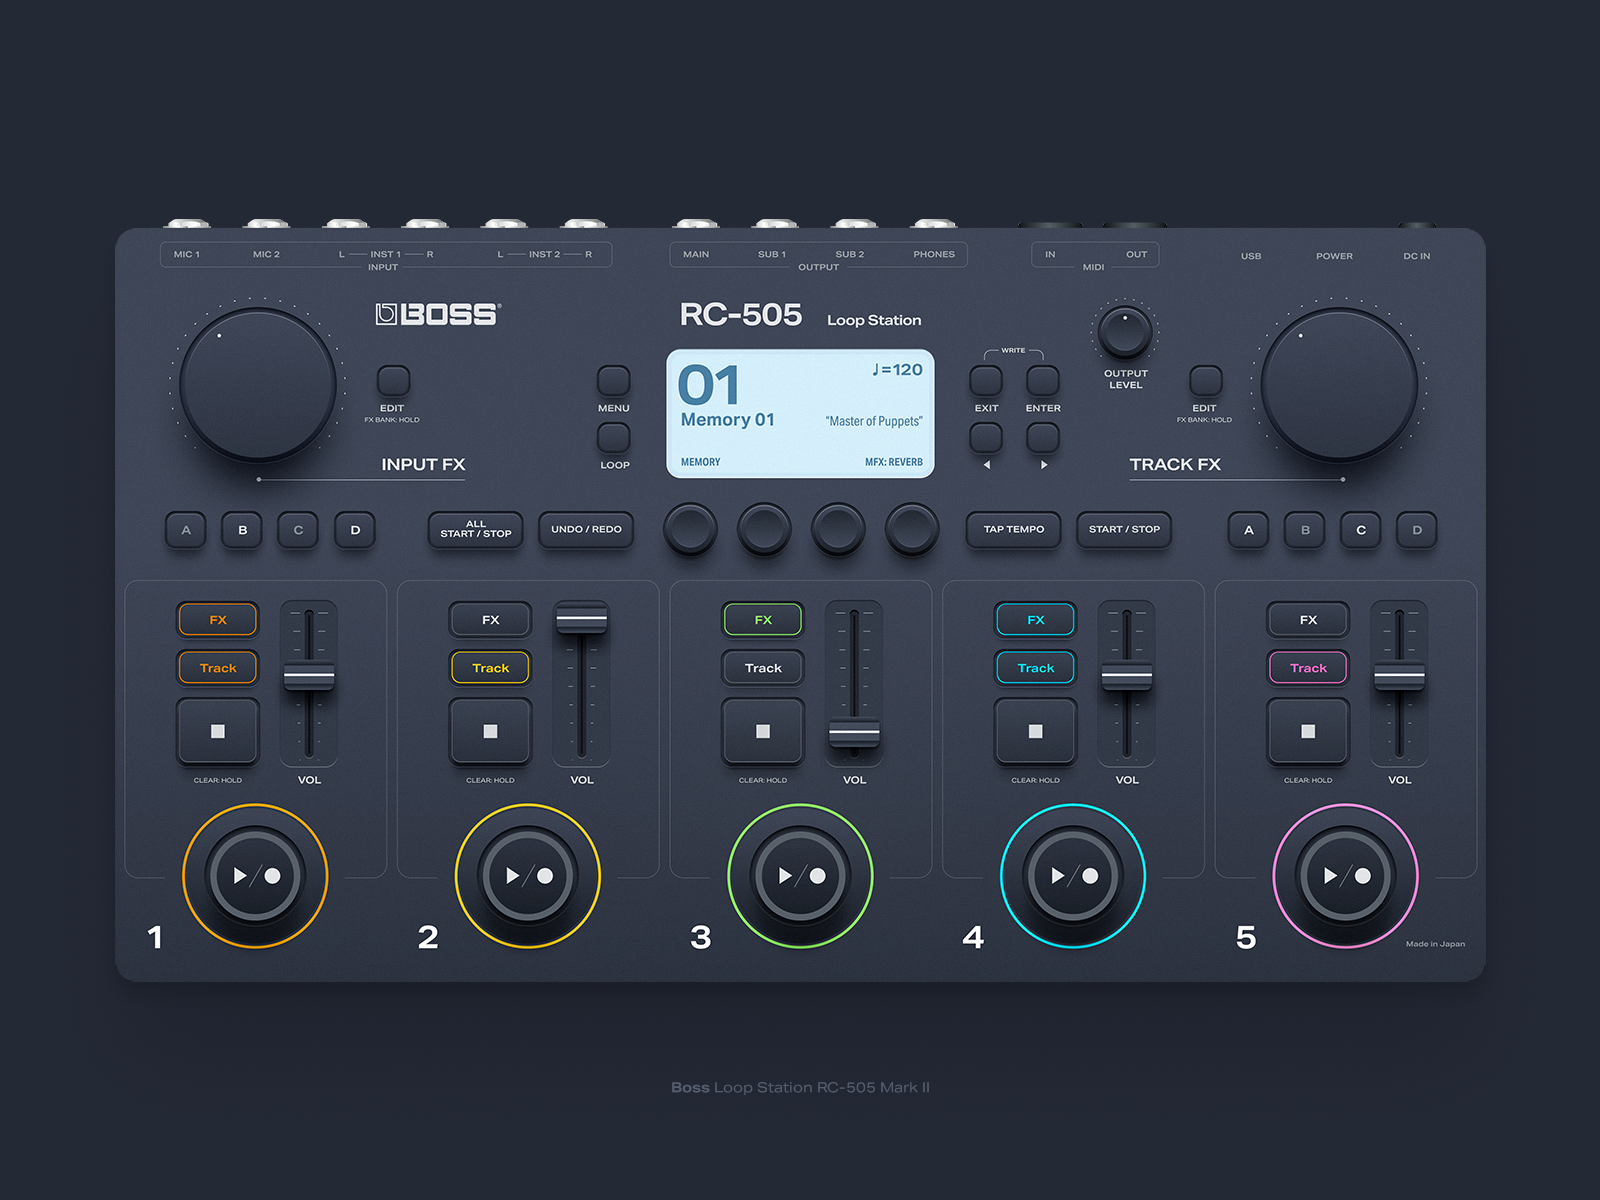 MIC 1 MIC 2 L INST 1 R L INST 2 R
INPUT
MAIN SUB 1 SUB 2 PHONES
OUTPUT
IN OUT
MIDI
USB POWER DC IN
BOSS®
RC-505 Loop Station
EDIT
FX BANK: HOLD
INPUT FX
MENU
LOOP
01
♩=120
Memory 01 "Master of Puppets"
MEMORY MFX: REVERB
WRITE
EXIT ENTER
OUTPUT
LEVEL
EDIT
FX BANK: HOLD
TRACK FX
A B C D
ALL
START / STOP
UNDO / REDO
TAP TEMPO
START / STOP
A B C D
FX
Track
CLEAR: HOLD
VOL
1
FX
Track
CLEAR: HOLD
VOL
2
FX
Track
CLEAR: HOLD
VOL
3
FX
Track
CLEAR: HOLD
VOL
4
FX
Track
CLEAR: HOLD
VOL
5
Made in Japan
Boss Loop Station RC-505 Mark II